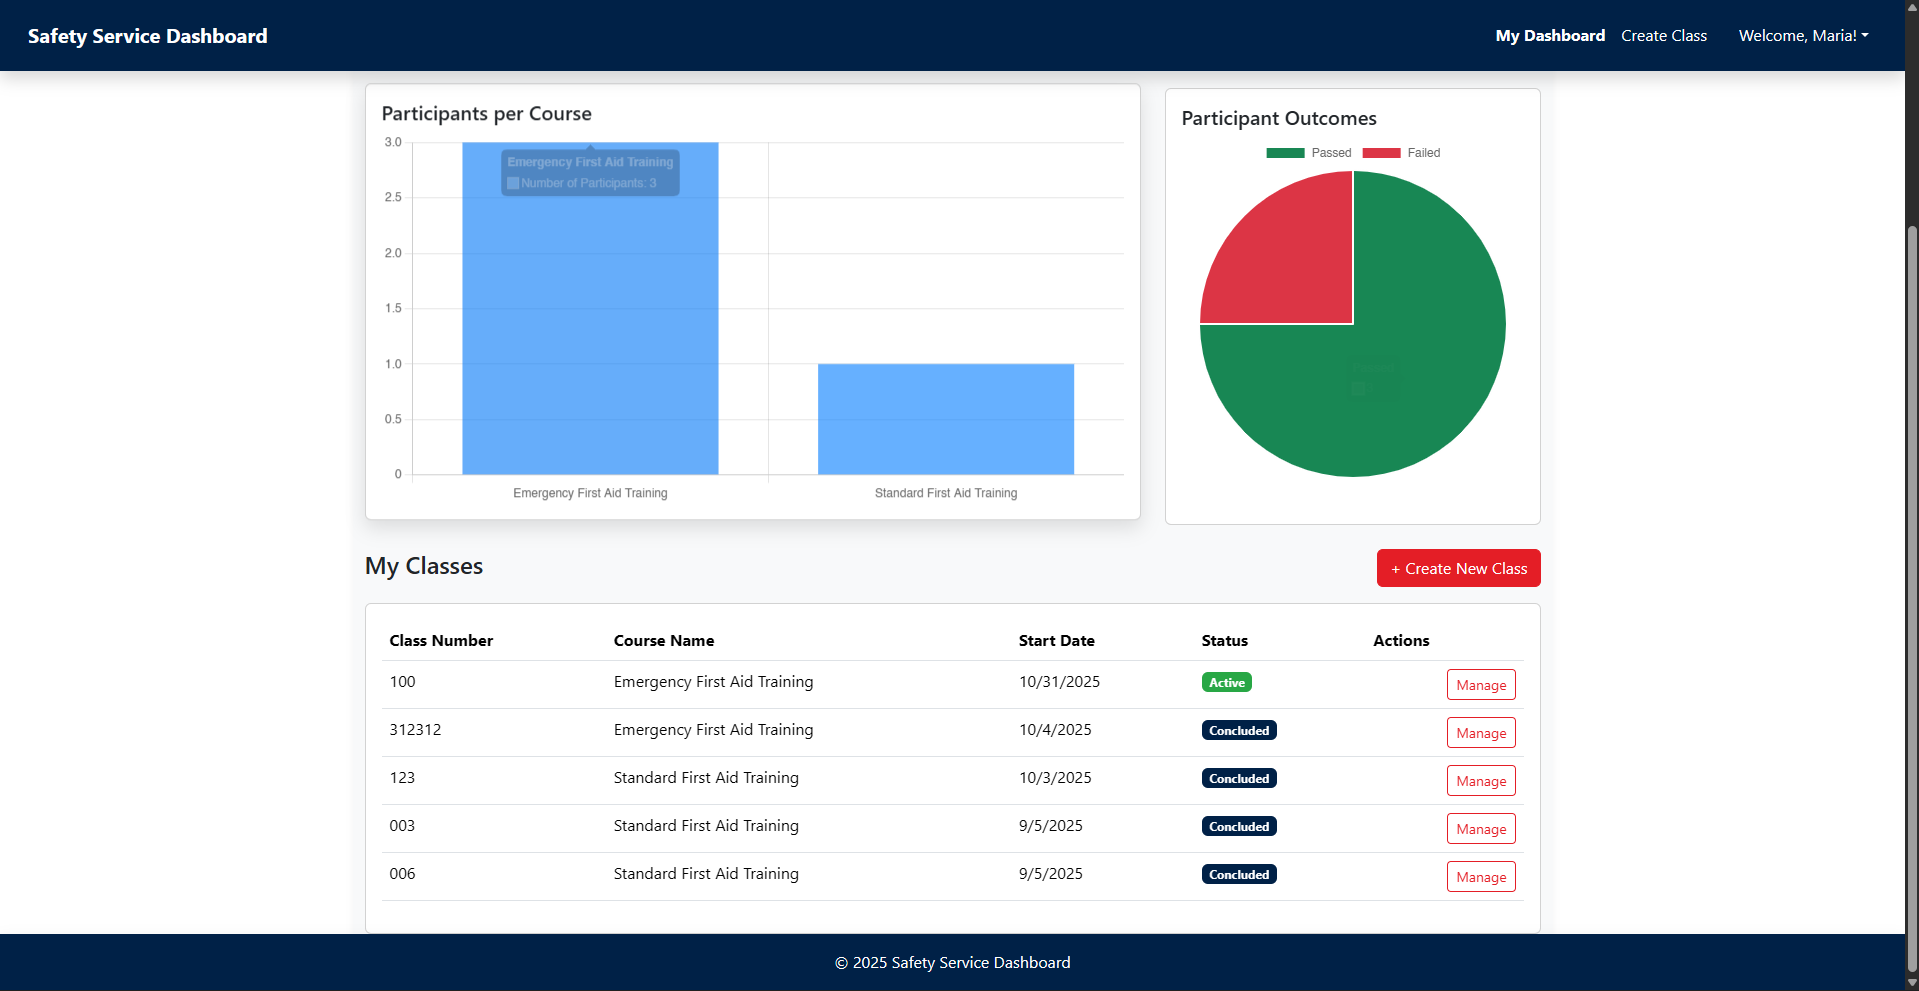 Safety Service Dashboard
My Dashboard Create Class Welcome, Maria!
Participants per Course
3.0
Emergency First Aid Training
Number of Participants: 3
2.5
2.0
1.5
1.0
0.5
0
Emergency First Aid Training Standard First Aid Training
Participant Outcomes
Passed Failed
My Classes
+ Create New Class
Class Number Course Name Start Date Status Actions
100 Emergency First Aid Training 10/31/2025 Active Manage
312312 Emergency First Aid Training 10/4/2025 Concluded Manage
123 Standard First Aid Training 10/3/2025 Concluded Manage
003 Standard First Aid Training 9/5/2025 Concluded Manage
006 Standard First Aid Training 9/5/2025 Concluded Manage
© 2025 Safety Service Dashboard